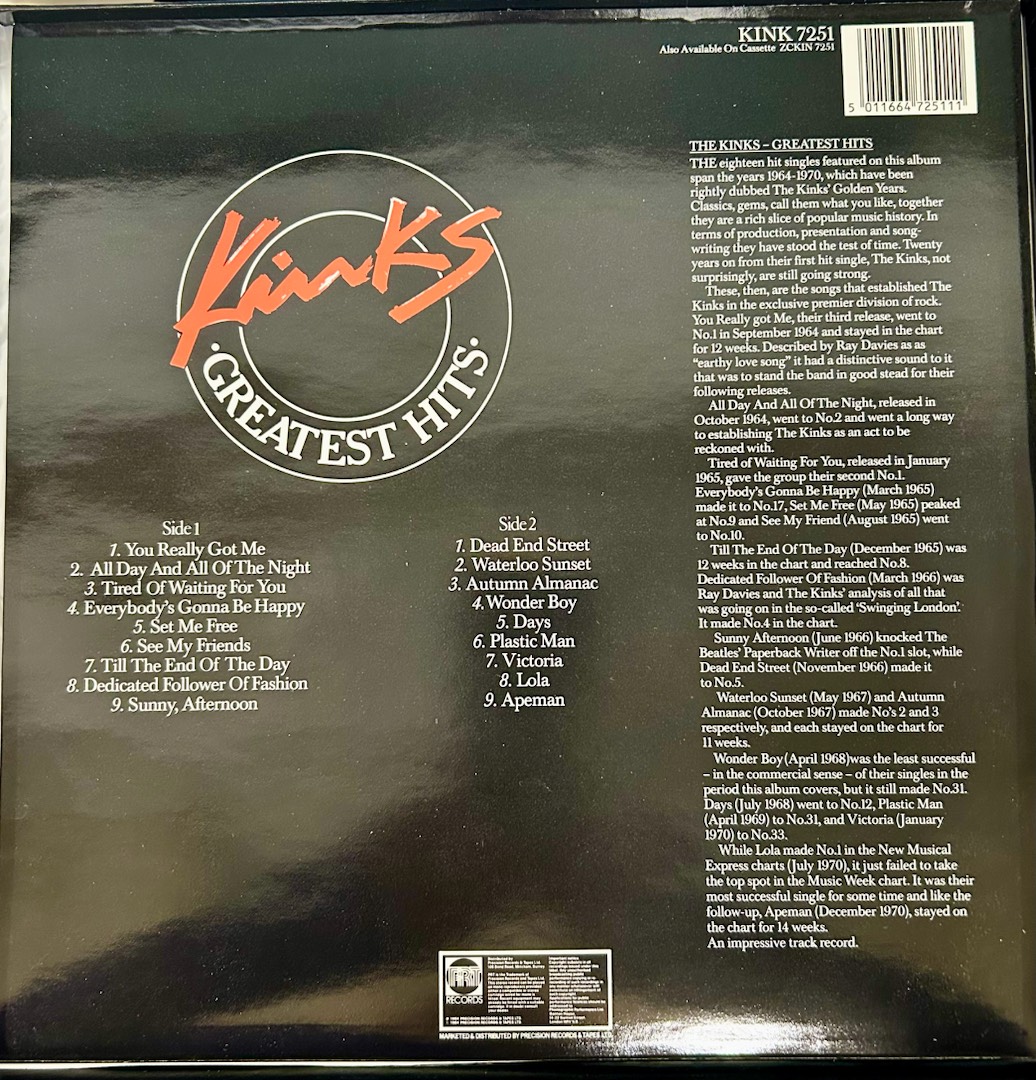 KINK 7251
Also Available On Cassette ZCKIN 7251
5 011664 725111
THE KINKS – GREATEST HITS
THE eighteen hit singles featured on this album
span the years 1964-1970, which have been
rightly dubbed The Kinks' Golden Years.
Classics, gems, call them what you like, together
they are a rich slice of popular music history. In
terms of production, presentation and song-
writing they have stood the test of time. Twenty
years on from their first hit single, The Kinks, not
surprisingly, are still going strong.
These, then, are the songs that established The
Kinks in the exclusive premier division of rock.
You Really got Me, their third release, went to
No.1 in September 1964 and stayed in the chart
for 12 weeks. Described by Ray Davies as as
“earthy love song” it had a distinctive sound to it
that was to stand the band in good stead for their
following releases.
All Day And All Of The Night, released in
October 1964, went to No.2 and went a long way
to establishing The Kinks as an act to be
reckoned with.
Tired of Waiting For You, released in January
1965, gave the group their second No.1.
Everybody's Gonna Be Happy (March 1965)
made it to No.17, Set Me Free (May 1965) peaked
at No.9 and See My Friend (August 1965) went
to No.10.
Till The End Of The Day (December 1965) was
12 weeks in the chart and reached No.8.
Dedicated Follower Of Fashion (March 1966) was
Ray Davies and The Kinks' analysis of all that
was going on in the so-called ‘Swinging London’.
It made No.4 in the chart.
Sunny Afternoon (June 1966) knocked The
Beatles' Paperback Writer off the No.1 slot, while
Dead End Street (November 1966) made it
to No.5.
Waterloo Sunset (May 1967) and Autumn
Almanac (October 1967) made No's 2 and 3
respectively, and each stayed on the chart for
11 weeks.
Wonder Boy (April 1968)was the least successful
– in the commercial sense – of their singles in the
period this album covers, but it still made No.31.
Days (July 1968) went to No.12, Plastic Man
(April 1969) to No.31, and Victoria (January
1970) to No.33.
While Lola made No.1 in the New Musical
Express charts (July 1970), it just failed to take
the top spot in the Music Week chart. It was their
most successful single for some time and like the
follow-up, Apeman (December 1970), stayed on
the chart for 14 weeks.
An impressive track record.
Kinks
·GREATEST HITS·
Side 1
1. You Really Got Me
2. All Day And All Of The Night
3. Tired Of Waiting For You
4. Everybody's Gonna Be Happy
5. Set Me Free
6. See My Friends
7. Till The End Of The Day
8. Dedicated Follower Of Fashion
9. Sunny, Afternoon
Side 2
1. Dead End Street
2. Waterloo Sunset
3. Autumn Almanac
4. Wonder Boy
5. Days
6. Plastic Man
7. Victoria
8. Lola
9. Apeman
PRT
RECORDS
Distributed by
Precision Records & Tapes Ltd.
PRT is the Trademark of
Precision Records and Tapes Ltd.
℗ 1984 PRECISION RECORDS & TAPES LTD
© 1984 PRECISION RECORDS & TAPES LTD
Important notice
MARKETED & DISTRIBUTED BY PRECISION RECORDS & TAPES